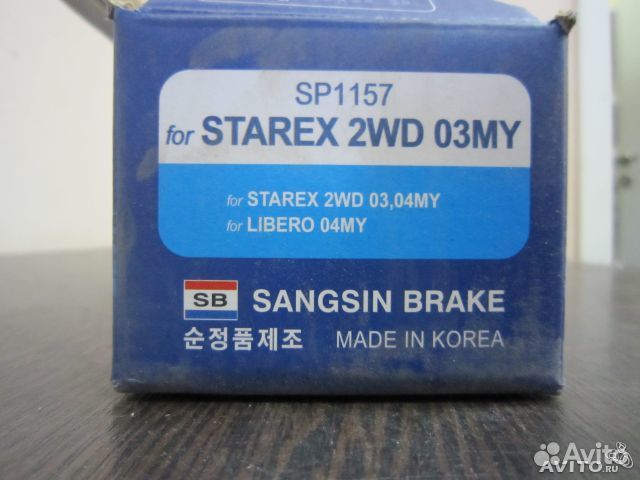 SP1157
for STAREX 2WD 03MY
for STAREX 2WD 03,04MY
for LIBERO 04MY
SB SANGSIN BRAKE
순정품제조 MADE IN KOREA
Avito
АВИТО.RU